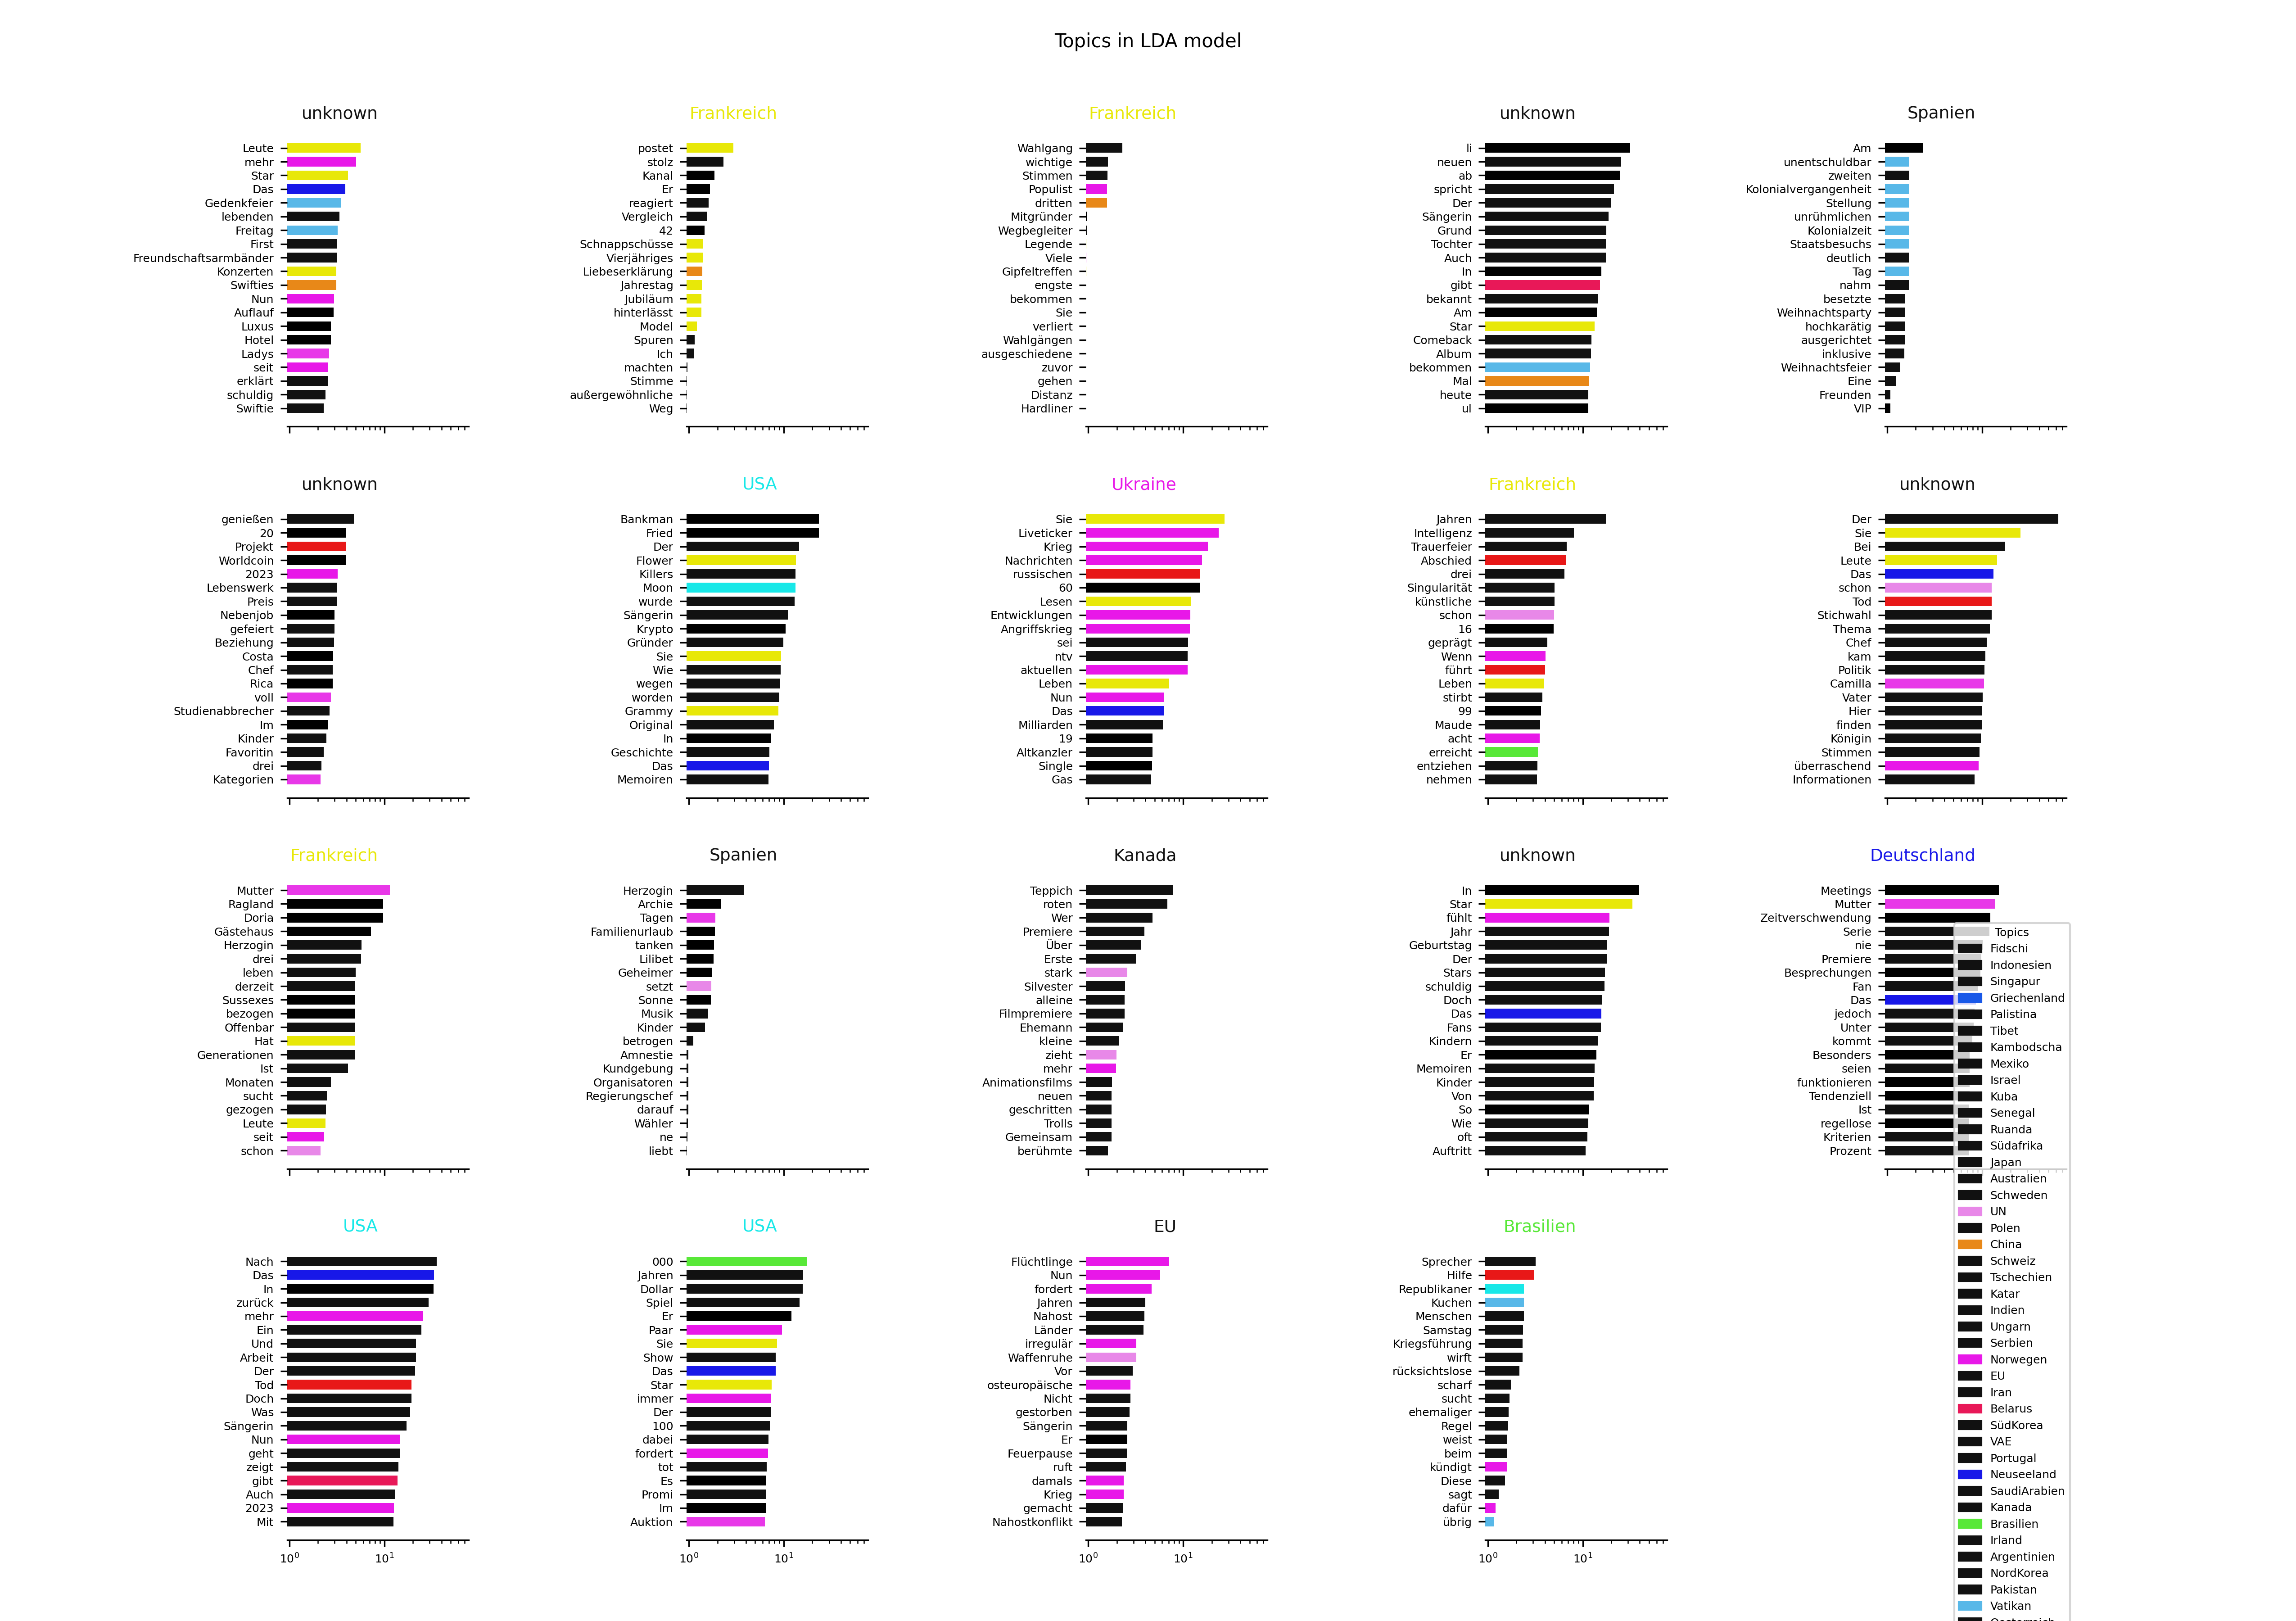 Topics in LDA model
unknown
Leute
mehr
Star
Das
Gedenkfeier
lebenden
Freitag
First
Freundschaftsarmbänder
Konzerten
Swifties
Nun
Auflauf
Luxus
Hotel
Ladys
seit
erklärt
schuldig
Swiftie
Frankreich
postet
stolz
Kanal
Er
reagiert
Vergleich
42
Schnappschüsse
Vierjähriges
Liebeserklärung
Jahrestag
Jubiläum
hinterlässt
Model
Spuren
Ich
machten
Stimme
außergewöhnliche
Weg
Frankreich
Wahlgang
wichtige
Stimmen
Populist
dritten
Mitgründer
Wegbegleiter
Legende
Viele
Gipfeltreffen
engste
bekommen
Sie
verliert
Wahlgängen
ausgeschiedene
zuvor
gehen
Distanz
Hardliner
unknown
li
neuen
ab
spricht
Der
Sängerin
Grund
Tochter
Auch
In
gibt
bekannt
Am
Star
Comeback
Album
bekommen
Mal
heute
ul
Spanien
Am
unentschuldbar
zweiten
Kolonialvergangenheit
Stellung
unrühmlichen
Kolonialzeit
Staatsbesuchs
deutlich
Tag
nahm
besetzte
Weihnachtsparty
hochkarätig
ausgerichtet
inklusive
Weihnachtsfeier
Eine
Freunden
VIP
unknown
genießen
20
Projekt
Worldcoin
2023
Lebenswerk
Preis
Nebenjob
gefeiert
Beziehung
Costa
Chef
Rica
voll
Studienabbrecher
Im
Kinder
Favoritin
drei
Kategorien
USA
Bankman
Fried
Der
Flower
Killers
Moon
wurde
Sängerin
Krypto
Gründer
Sie
Wie
wegen
worden
Grammy
Original
In
Geschichte
Das
Memoiren
Ukraine
Sie
Liveticker
Krieg
Nachrichten
russischen
60
Lesen
Entwicklungen
Angriffskrieg
sei
ntv
aktuellen
Leben
Nun
Das
Milliarden
19
Altkanzler
Single
Gas
Frankreich
Jahren
Intelligenz
Trauerfeier
Abschied
drei
Singularität
künstliche
schon
16
geprägt
Wenn
führt
Leben
stirbt
99
Maude
acht
erreicht
entziehen
nehmen
unknown
Der
Sie
Bei
Leute
Das
schon
Tod
Stichwahl
Thema
Chef
kam
Politik
Camilla
Vater
Hier
finden
Königin
Stimmen
überraschend
Informationen
Frankreich
Mutter
Ragland
Doria
Gästehaus
Herzogin
drei
leben
derzeit
Sussexes
bezogen
Offenbar
Hat
Generationen
Ist
Monaten
sucht
gezogen
Leute
seit
schon
Spanien
Herzogin
Archie
Tagen
Familienurlaub
tanken
Lilibet
Geheimer
setzt
Sonne
Musik
Kinder
betrogen
Amnestie
Kundgebung
Organisatoren
Regierungschef
darauf
Wähler
ne
liebt
Kanada
Teppich
roten
Wer
Premiere
Über
Erste
stark
Silvester
alleine
Filmpremiere
Ehemann
kleine
zieht
mehr
Animationsfilms
neuen
geschritten
Trolls
Gemeinsam
berühmte
unknown
In
Star
fühlt
Jahr
Geburtstag
Der
Stars
schuldig
Doch
Das
Fans
Kindern
Er
Memoiren
Kinder
Von
So
Wie
oft
Auftritt
Deutschland
Meetings
Mutter
Zeitverschwendung
Serie
nie
Premiere
Besprechungen
Fan
Das
jedoch
Unter
kommt
Besonders
seien
funktionieren
Tendenziell
Ist
regellose
Kriterien
Prozent
USA
Nach
Das
In
zurück
mehr
Ein
Und
Arbeit
Der
Tod
Doch
Was
Sängerin
Nun
geht
zeigt
gibt
Auch
2023
Mit
10^0 10^1
USA
000
Jahren
Dollar
Spiel
Er
Paar
Sie
Show
Das
Star
immer
Der
100
dabei
fordert
tot
Es
Promi
Im
Auktion
10^0 10^1
EU
Flüchtlinge
Nun
fordert
Jahren
Nahost
Länder
irregulär
Waffenruhe
Vor
osteuropäische
Nicht
gestorben
Sängerin
Er
Feuerpause
ruft
damals
Krieg
gemacht
Nahostkonflikt
10^0 10^1
Brasilien
Sprecher
Hilfe
Republikaner
Kuchen
Menschen
Samstag
Kriegsführung
wirft
rücksichtslose
scharf
sucht
ehemaliger
Regel
weist
beim
kündigt
Diese
sagt
dafür
übrig
10^0 10^1
Topics
Fidschi
Indonesien
Singapur
Griechenland
Palistina
Tibet
Kambodscha
Mexiko
Israel
Kuba
Senegal
Ruanda
Südafrika
Japan
Australien
Schweden
UN
Polen
China
Schweiz
Tschechien
Katar
Indien
Ungarn
Serbien
Norwegen
EU
Iran
Belarus
SüdKorea
VAE
Portugal
Neuseeland
SaudiArabien
Kanada
Brasilien
Irland
Argentinien
NordKorea
Pakistan
Vatikan